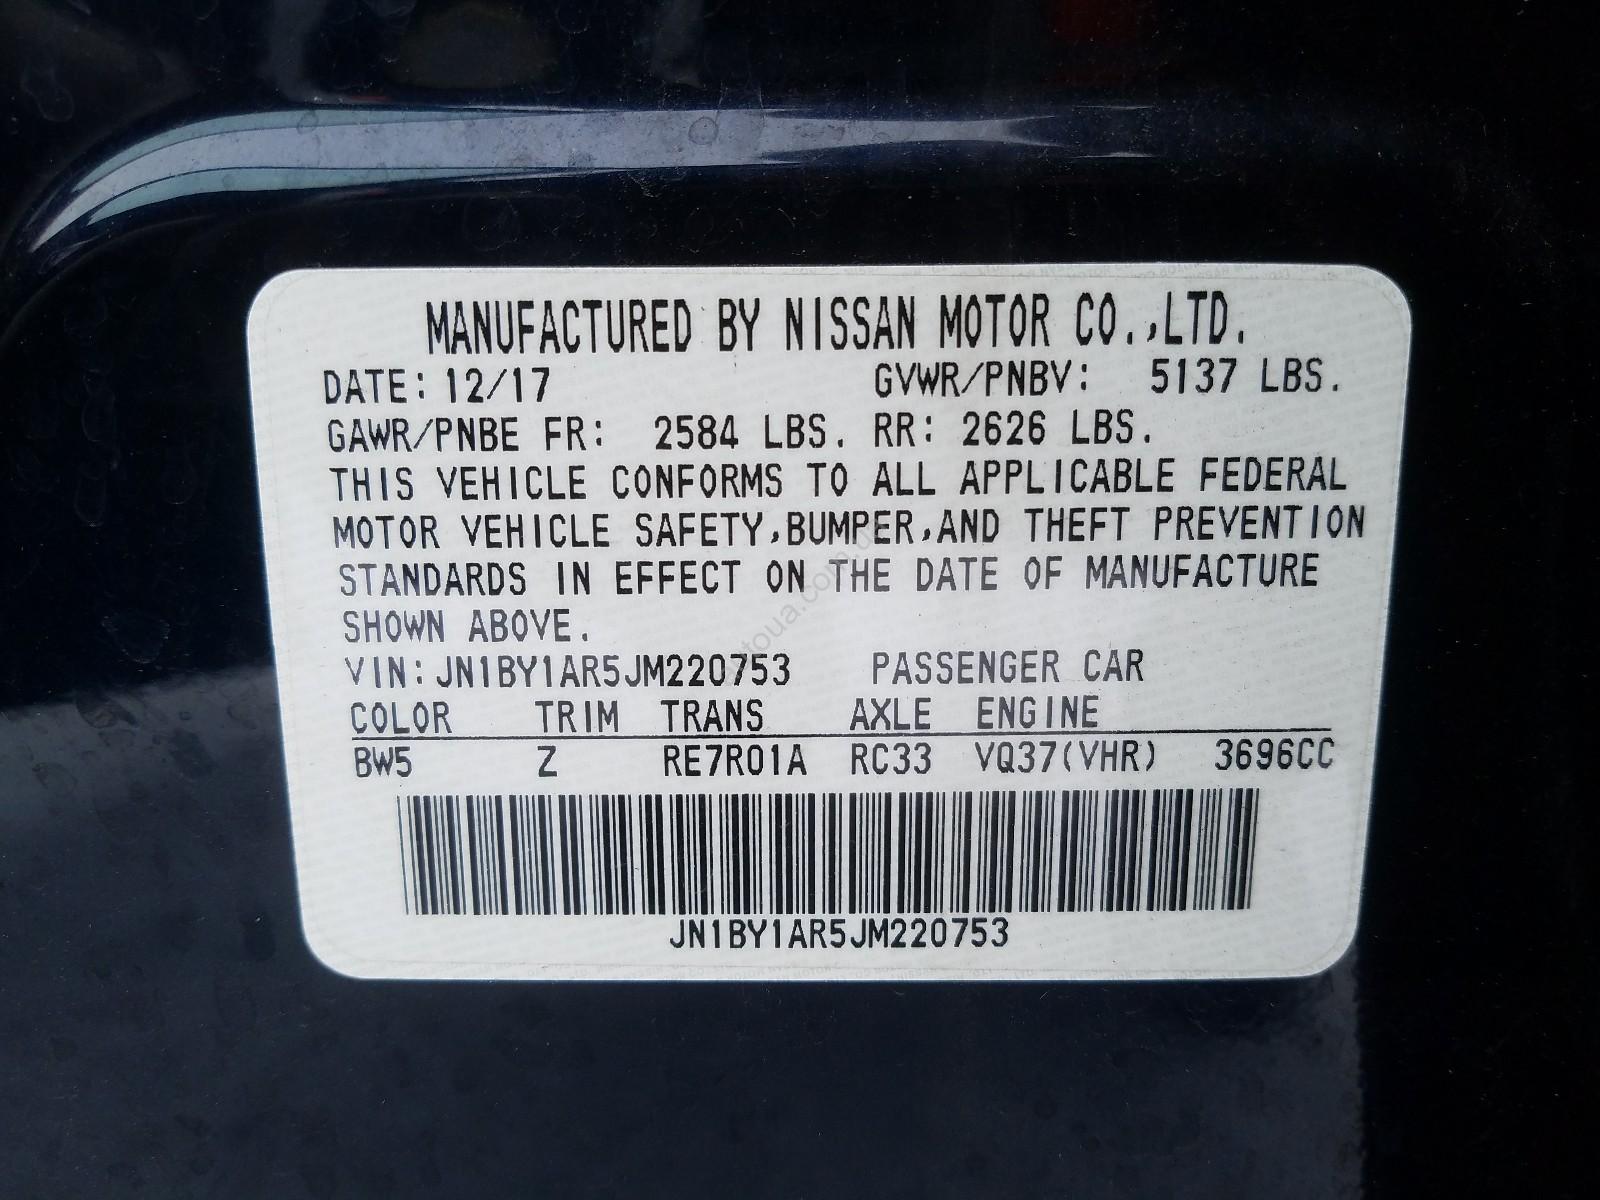 MANUFACTURED BY NISSAN MOTOR CO.,LTD.
DATE: 12/17 GVWR/PNBV: 5137 LBS.
GAWR/PNBE FR: 2584 LBS. RR: 2626 LBS.
THIS VEHICLE CONFORMS TO ALL APPLICABLE FEDERAL
MOTOR VEHICLE SAFETY,BUMPER,AND THEFT PREVENTION
STANDARDS IN EFFECT ON THE DATE OF MANUFACTURE
SHOWN ABOVE.
VIN:JN1BY1AR5JM220753 PASSENGER CAR
COLOR TRIM TRANS AXLE ENGINE
BW5 Z RE7R01A RC33 VQ37(VHR) 3696CC
JN1BY1AR5JM220753